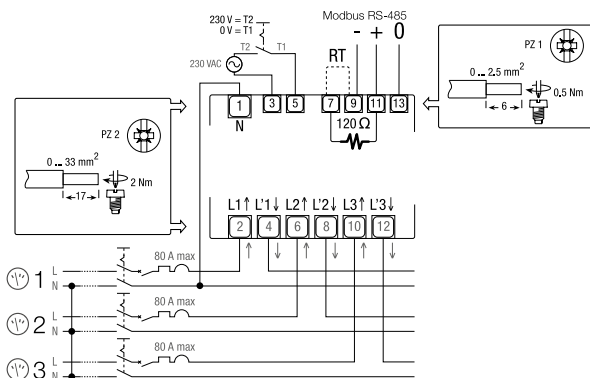 230 V = T2
0 V = T1
T2 T1
230 VAC
Modbus RS-485
- + 0
RT
PZ 1
0 ... 2.5 mm²
0,5 Nm
6
PZ 2
0 ... 33 mm²
2 Nm
17
1 3 5 7 9 11 13
N
120 Ω
L1↑ L'1↓ L2↑ L'2↓ L3↑ L'3↓
2 4 6 8 10 12
1 L
N
80 A max
2 L
N
80 A max
3 L
N
80 A max